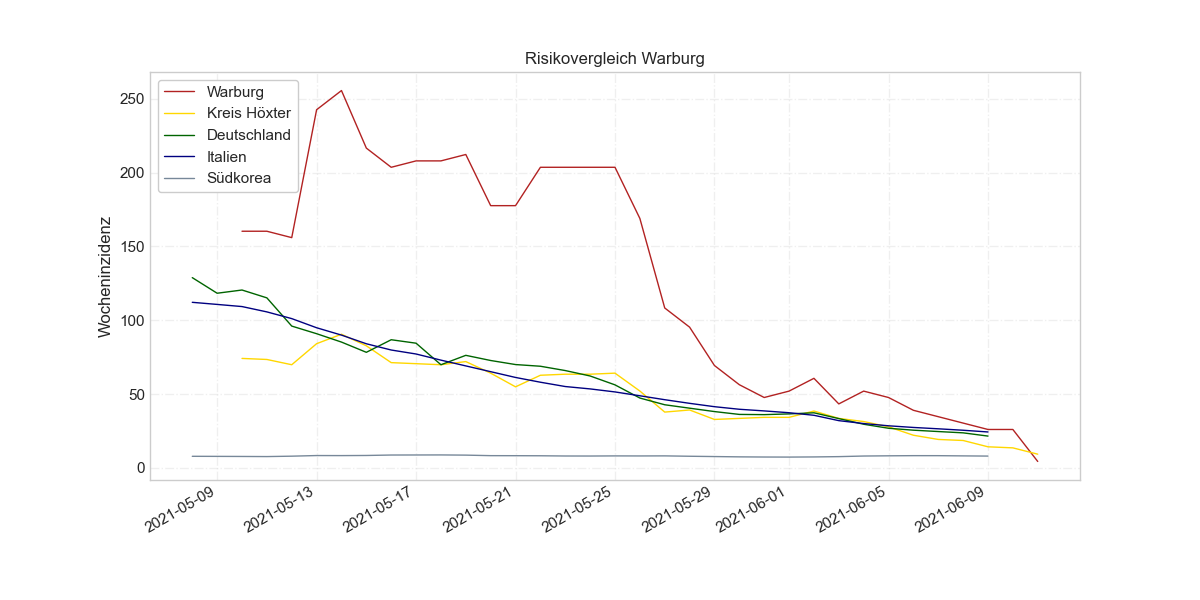 Risikovergleich Warburg
Wocheninzidenz
250
200
150
100
50
0
Warburg
Kreis Höxter
Deutschland
Italien
Südkorea
2021-05-09
2021-05-13
2021-05-17
2021-05-21
2021-05-25
2021-05-29
2021-06-01
2021-06-05
2021-06-09